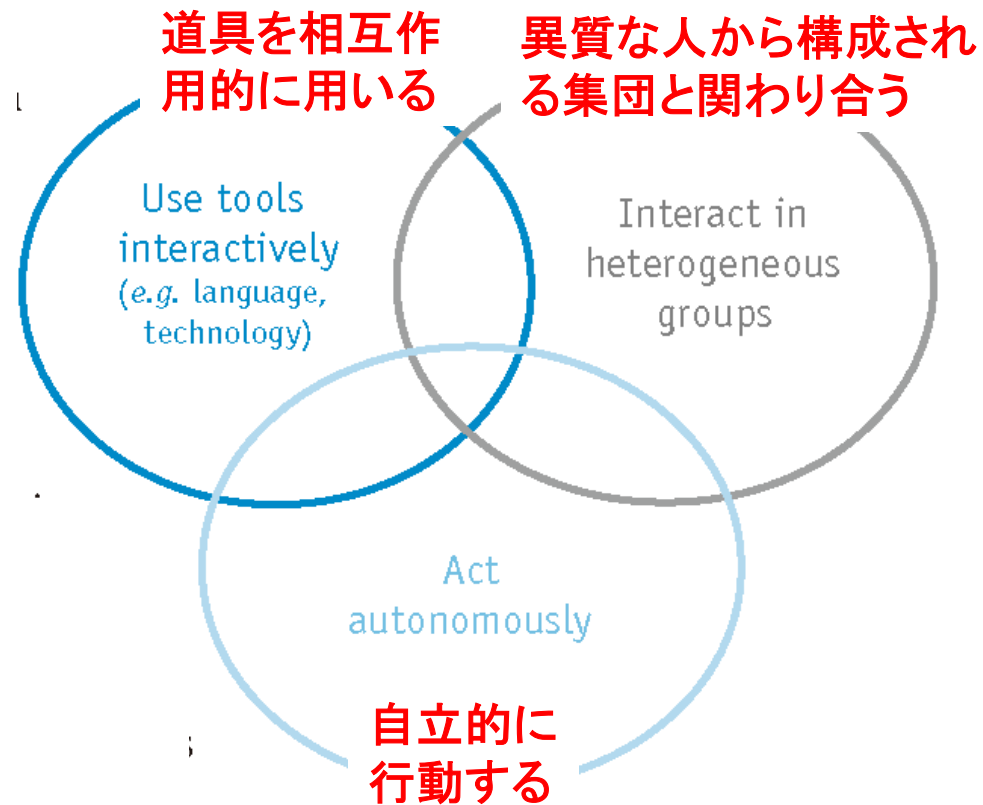 道具を相互作
用的に用いる
異質な人から構成され
る集団と関わり合う
Use tools
interactively
(e.g. language,
technology)
Interact in
heterogeneous
groups
Act
autonomously
自立的に
行動する